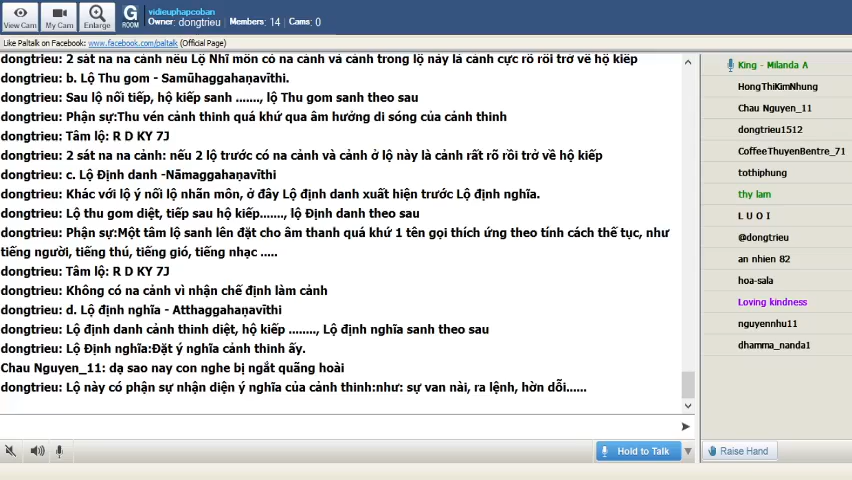 vidieuphapcoban
Owner: dongtrieu Members: 14 Cams: 0
View Cam
My Cam
Enlarge
G
ROOM
Like Paltalk on Facebook: www.facebook.com/paltalk (Official Page)
dongtrieu: 2 sát na na cảnh nếu Lộ Nhĩ môn có na cảnh và cảnh trong lộ này là cảnh cực rõ rồi trở về hộ kiếp
dongtrieu: b. Lộ Thu gom - Samūhaggahaṇavīthi.
dongtrieu: Sau lộ nối tiếp, hộ kiếp sanh ......., lộ Thu gom sanh theo sau
dongtrieu: Phận sự:Thu vén cảnh thinh quá khứ qua âm hưởng di sóng của cảnh thinh
dongtrieu: Tâm lộ: R D KY 7J
dongtrieu: 2 sát na na cảnh: nếu 2 lộ trước có na cảnh và cảnh ở lộ này là cảnh rất rõ rồi trở về hộ kiếp
dongtrieu: c. Lộ Định danh -Nāmaggahaṇavīthi
dongtrieu: Khác với lộ ý nối lộ nhãn môn, ở đây Lộ định danh xuất hiện trước Lộ định nghĩa.
dongtrieu: Lộ thu gom diệt, tiếp sau hộ kiếp......., lộ Định danh theo sau
dongtrieu: Phận sự:Một tâm lộ sanh lên đặt cho âm thanh quá khứ 1 tên gọi thích ứng theo tính cách thế tục, như
tiếng người, tiếng thú, tiếng gió, tiếng nhạc .....
dongtrieu: Tâm lộ: R D KY 7J
dongtrieu: Không có na cảnh vì nhận chế định làm cảnh
dongtrieu: d. Lộ định nghĩa - Atthaggahaṇavīthi
dongtrieu: Lộ định danh cảnh thinh diệt, hộ kiếp ........, Lộ định nghĩa sanh theo sau
dongtrieu: Lộ Định nghĩa:Đặt ý nghĩa cảnh thinh ấy.
Chau Nguyen_11: dạ sao nay con nghe bị ngắt quãng hoài
dongtrieu: Lộ này có phận sự nhận diện ý nghĩa của cảnh thinh:như: sự van nài, ra lệnh, hờn dỗi......
Hold to Talk
Raise Hand
King - Milanda A
HongThiKimNhung
Chau Nguyen_11
dongtrieu1512
CoffeeThuyenBentre_71
tothiphung
thy lam
L U O I
@dongtrieu
an nhien 82
hoa-sala
Loving kindness
nguyennhu11
dhamma_nanda1